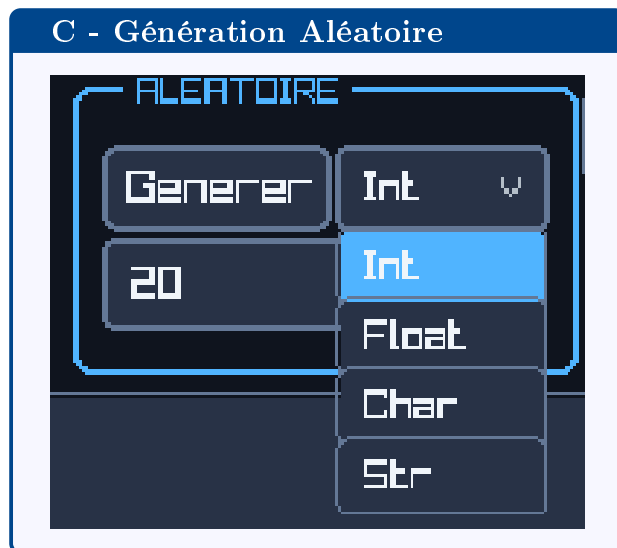 C - Génération Aléatoire
ALEATOIRE
Generer Int
20
Int
Float
Char
Str